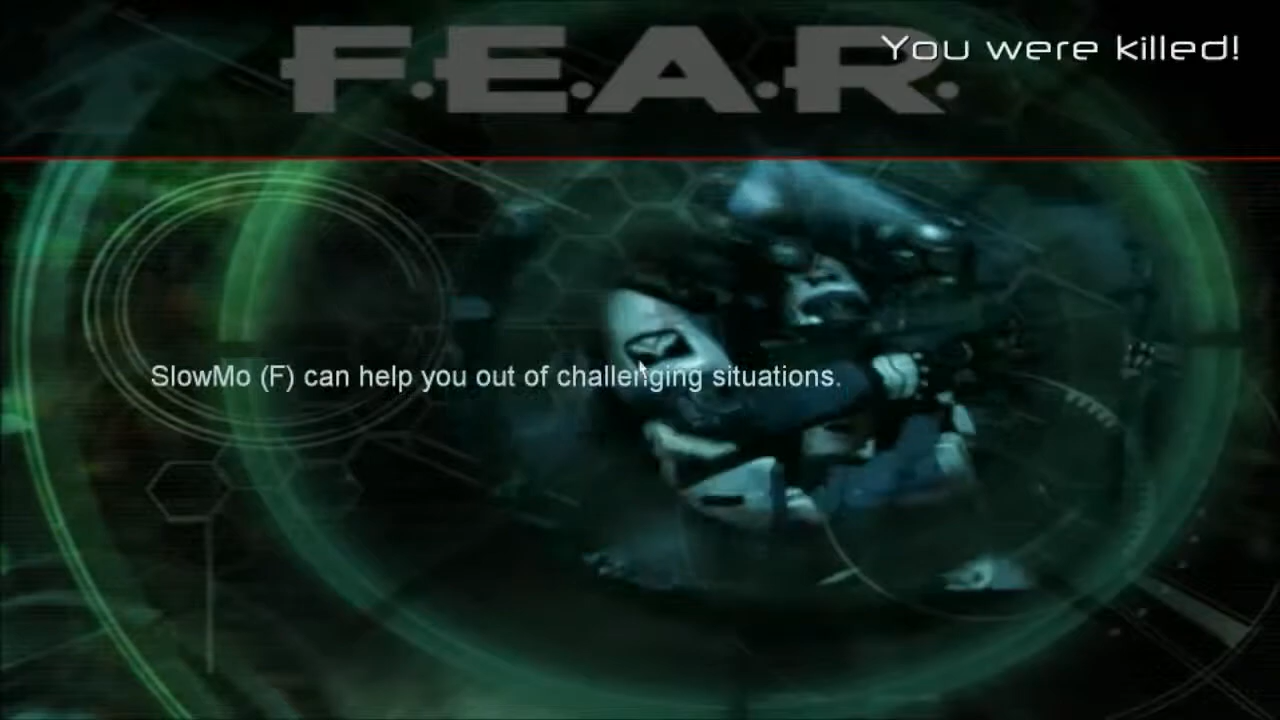 F.E.A.R.
You were killed!
SlowMo (F) can help you out of challenging situations.